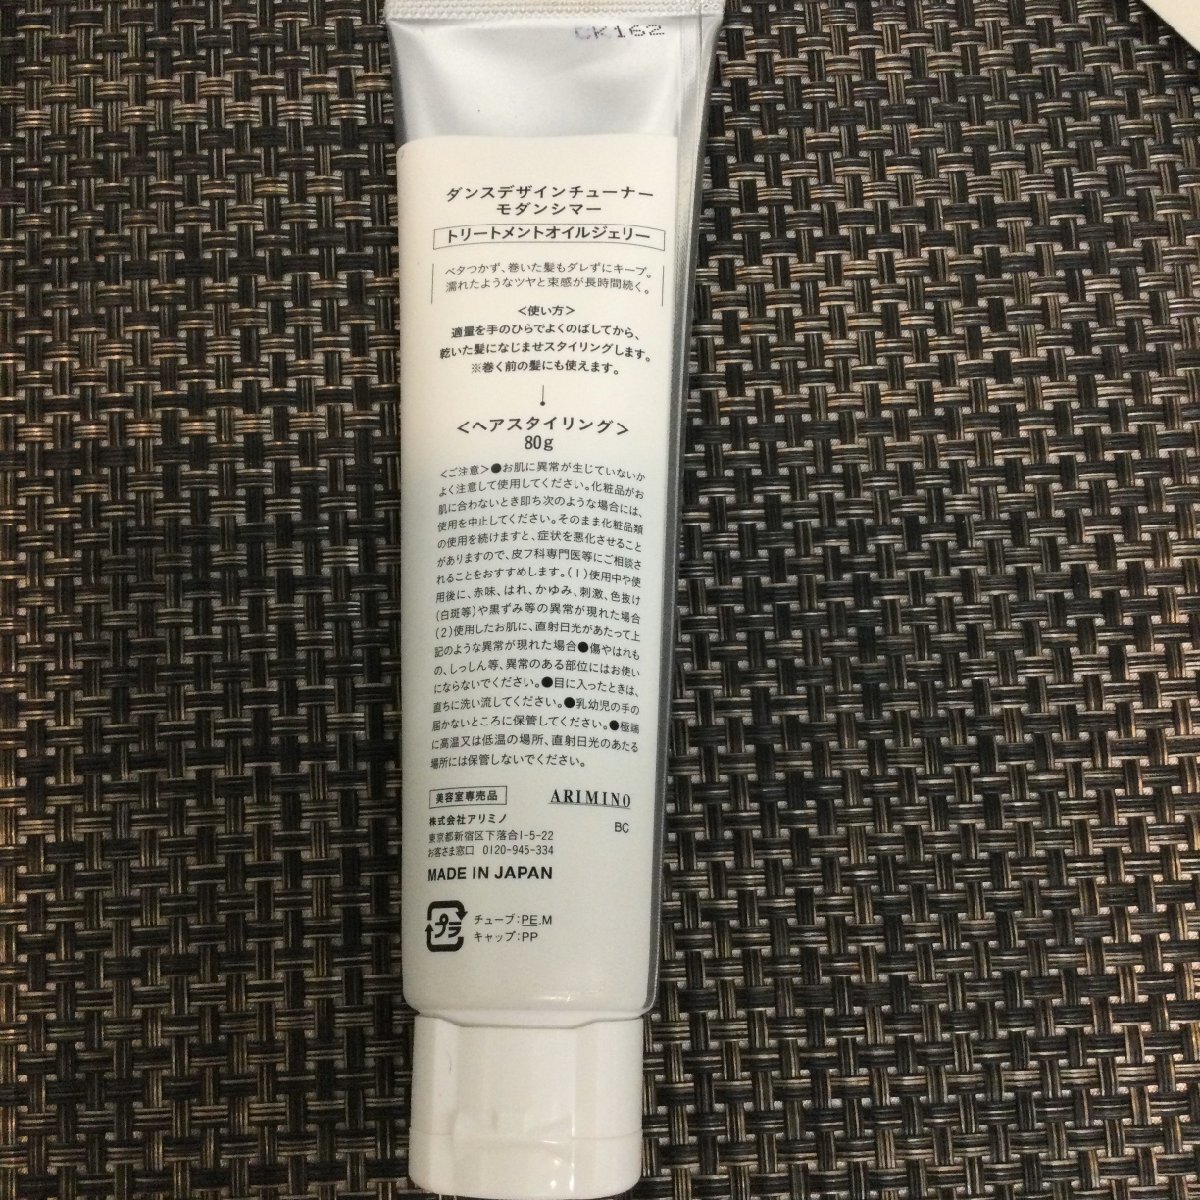 CK162
ダンスデザインチューナー
モダンシマー
トリートメントオイルジェリー
ベタつかず、巻いた髪もダレずにキープ。
濡れたようなツヤと束感が長時間続く。
<使い方>
適量を手のひらでよくのばしてから、
乾いた髪になじませスタイリングします。
※巻く前の髪にも使えます。
↓
<ヘアスタイリング>
80g
<ご注意>●お肌に異常が生じていないか
よく注意して使用してください。化粧品がお
肌に合わないとき即ち次のような場合には、
使用を中止してください。そのまま化粧品類
の使用を続けますと、症状を悪化させること
がありますので、皮フ科専門医等にご相談さ
れることをおすすめします。(1)使用中や使
用後に、赤味、はれ、かゆみ、刺激、色抜け
(白斑等)や黒ずみ等の異常が現れた場合
(2)使用したお肌に、直射日光があたって上
記のような異常が現れた場合●傷やはれも
の、しっしん等、異常のある部位にはお使い
にならないでください。●目に入ったときは、
直ちに洗い流してください。●乳幼児の手の
届かないところに保管してください。●極端
に高温又は低温の場所、直射日光のあたる
場所には保管しないでください。
美容室専売品 ARIMINO
株式会社アリミノ BC
東京都新宿区下落合1-5-22
お客さま窓口 0120-945-334
MADE IN JAPAN
プラ チューブ:PE.M
キャップ:PP